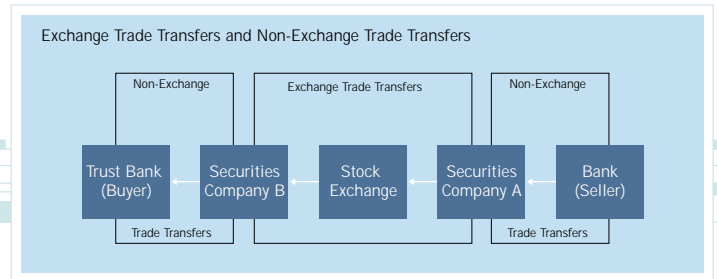 Exchange Trade Transfers and Non-Exchange Trade Transfers
Non-Exchange
Exchange Trade Transfers
Non-Exchange
Trust Bank
(Buyer)
Securities
Company B
Stock
Exchange
Securities
Company A
Bank
(Seller)
Trade Transfers
Trade Transfers